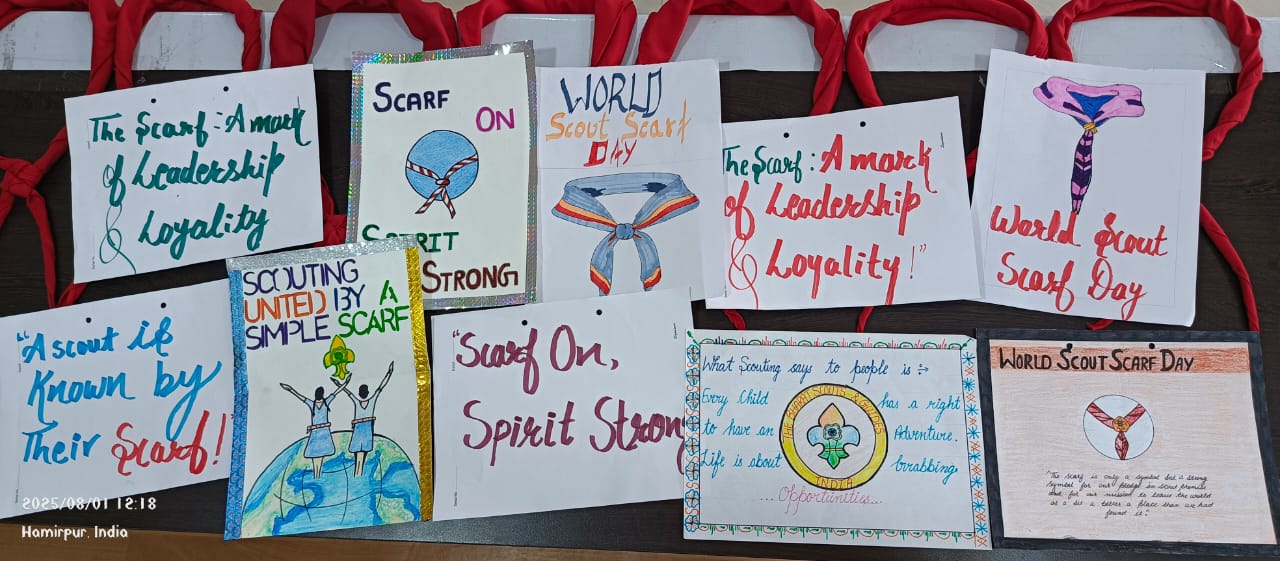 The Scarf: A mark
of Leadership
& Loyality
SCARF
ON
SPIRIT
STRONG
WORLD
Scout Scarf
DAY
The Scarf: A mark
of Leadership
& Loyality!"
World Scout
Scarf Day
"A scout is
Known by
Their Scarf!
SCOUTING
UNITED BY A
SIMPLE SCARF
"Scarf On,
Spirit Strong
What Scouting says to people is :-
Every Child has a right
to have an Adventure.
Life is about brabbing
...Opportunities...
THE BHARAT SCOUTS & GUIDES
INDIA
WORLD SCOUT SCARF DAY
"The scarf is only a symbol but a strong
symbol for our pledge in scout promise
and for our mission to leave the world
as a bit a better a place than we had
found it."
2025/08/01 12:18
Hamirpur. India